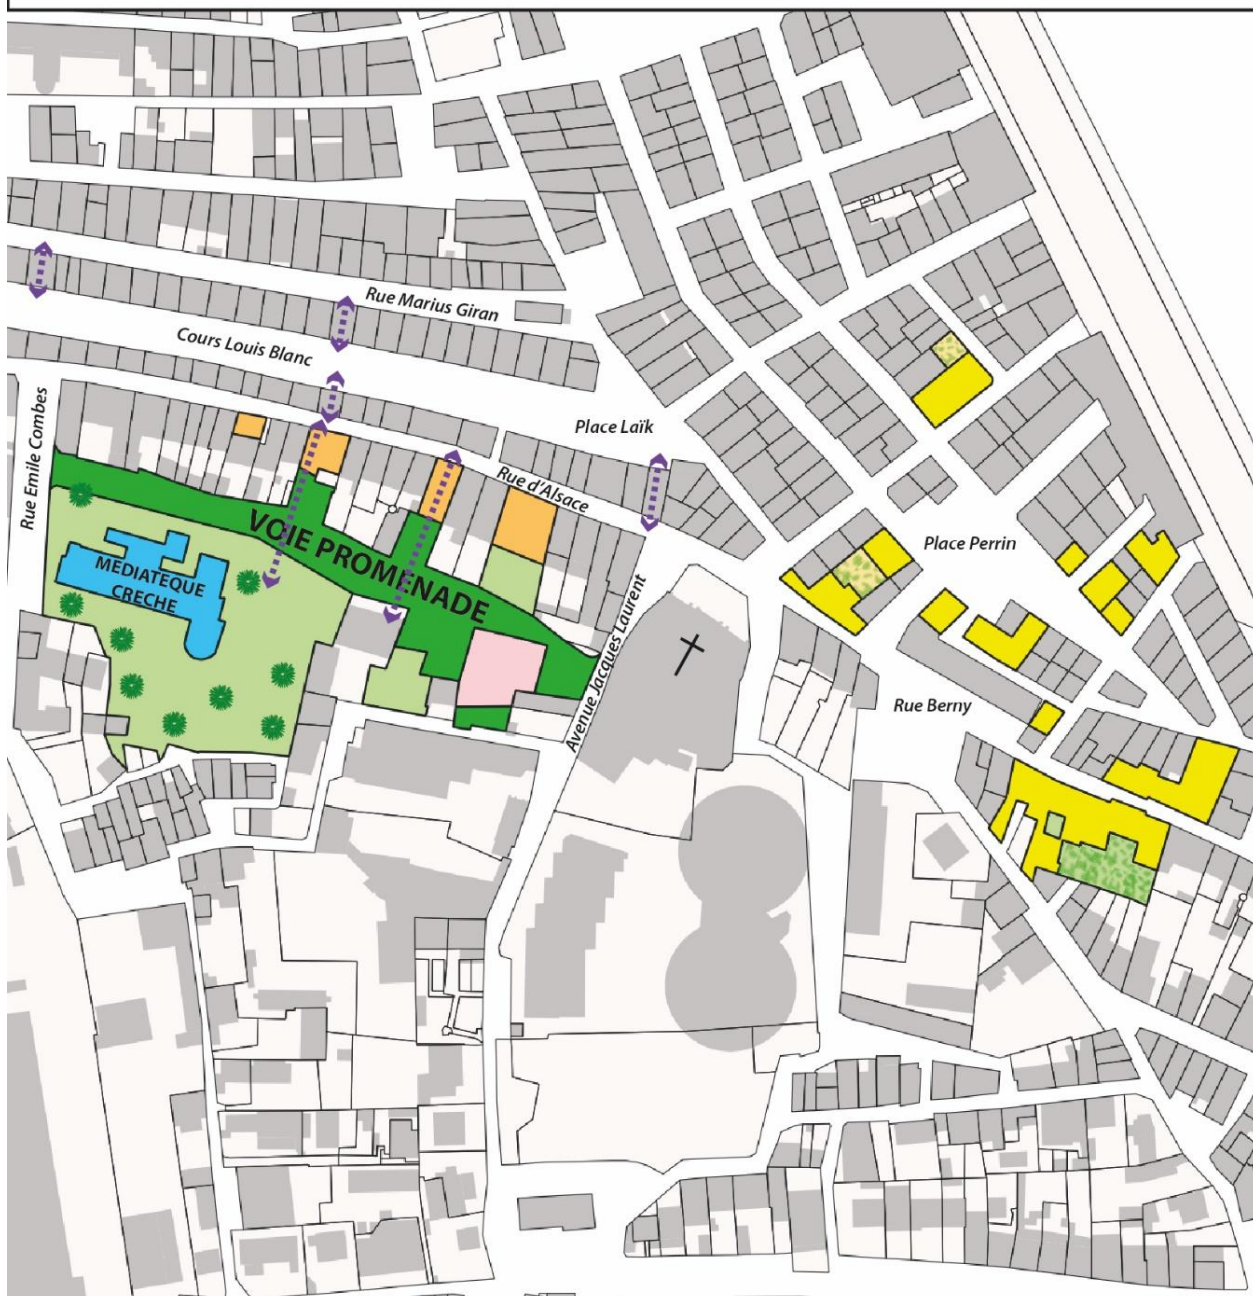 Rue Marius Giran
Cours Louis Blanc
Rue Emile Combes
Place Laïk
Rue d'Alsace
VOIE PROMENADE
MEDIATEQUE
CRECHE
Place Perrin
Avenue Jacques Laurent
Rue Berny